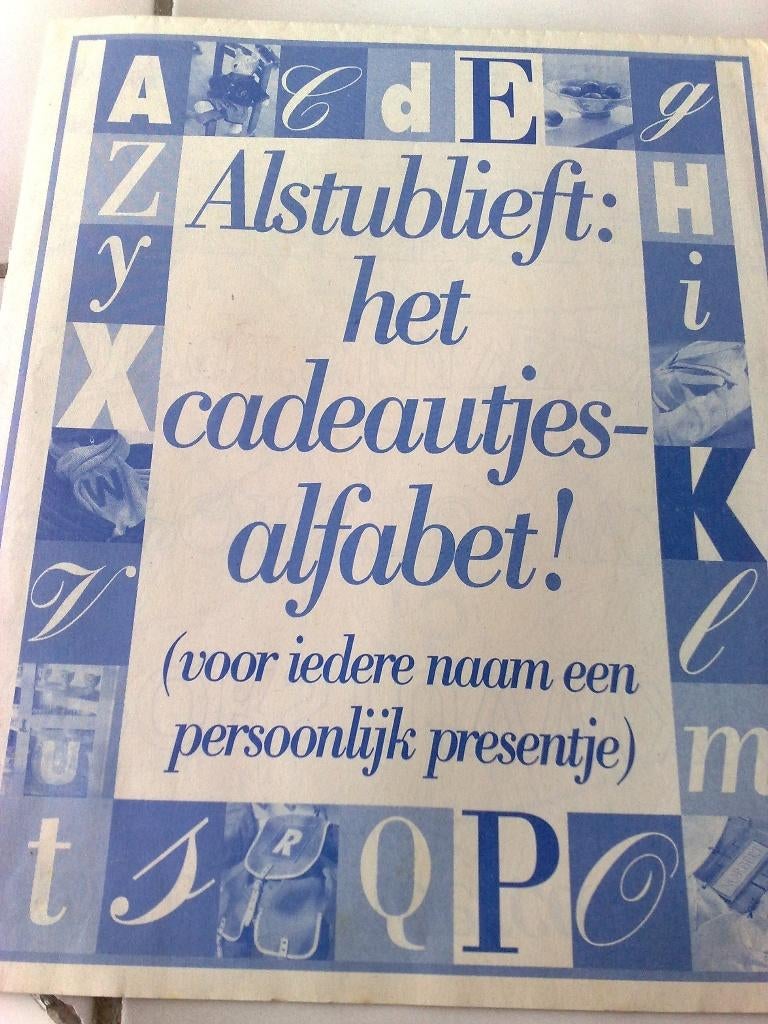 A C d E g
Z Alstublieft: H
y het i
X cadeautjes-
W alfabet! K
V (voor iedere naam een l
u persoonlijk presentje) m
t S R Q P O